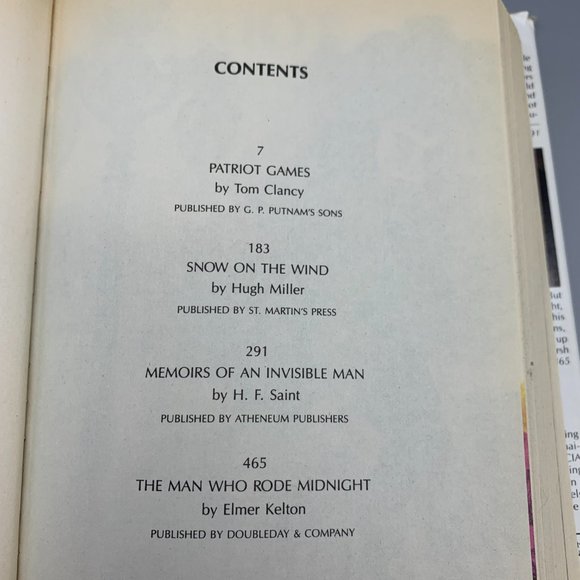 CONTENTS
7
PATRIOT GAMES
by Tom Clancy
PUBLISHED BY G. P. PUTNAM'S SONS
183
SNOW ON THE WIND
by Hugh Miller
PUBLISHED BY ST. MARTIN'S PRESS
291
MEMOIRS OF AN INVISIBLE MAN
by H. F. Saint
PUBLISHED BY ATHENEUM PUBLISHERS
465
THE MAN WHO RODE MIDNIGHT
by Elmer Kelton
PUBLISHED BY DOUBLEDAY & COMPANY